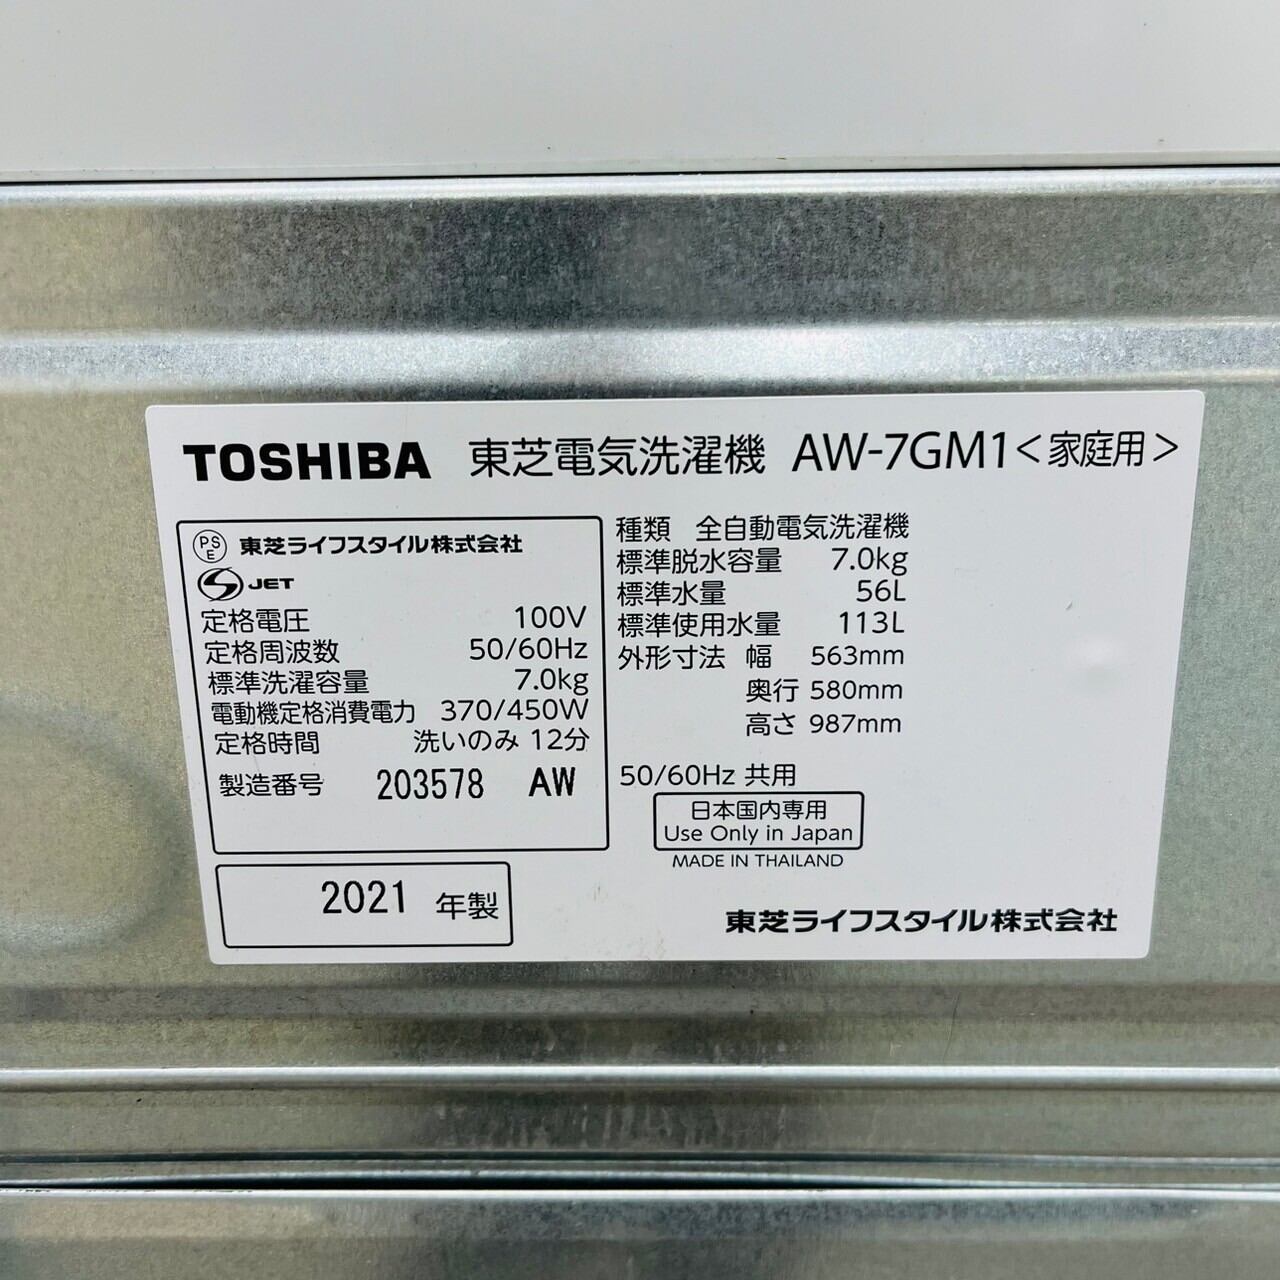 TOSHIBA 東芝電気洗濯機 AW-7GM1<家庭用>
PSE 東芝ライフスタイル株式会社
S JET
定格電圧 100V
定格周波数 50/60Hz
標準洗濯容量 7.0kg
電動機定格消費電力 370/450W
定格時間 洗いのみ 12分
製造番号 203578 AW
2021 年製
種類 全自動電気洗濯機
標準脱水容量 7.0kg
標準水量 56L
標準使用水量 113L
外形寸法 幅 563mm
奥行 580mm
高さ 987mm
50/60Hz 共用
日本国内専用
Use Only in Japan
MADE IN THAILAND
東芝ライフスタイル株式会社